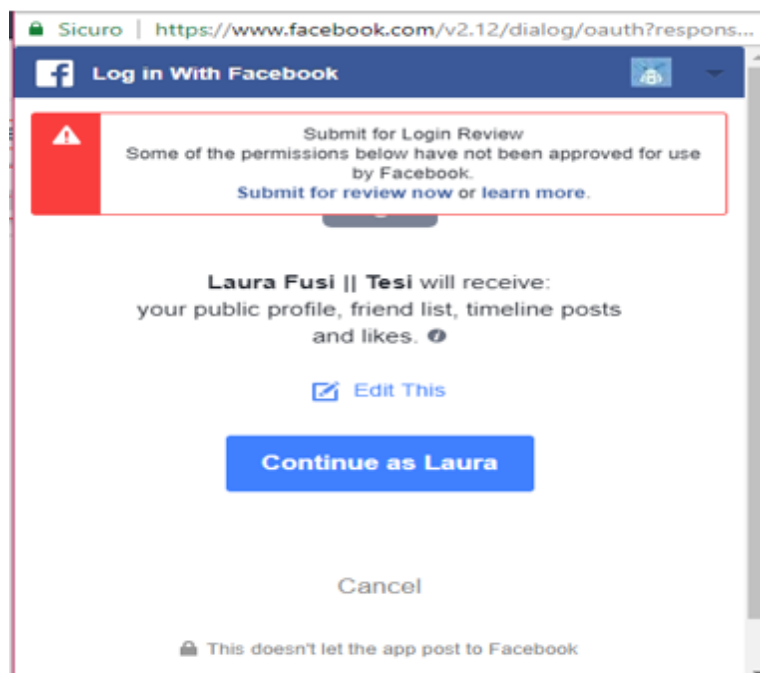 Sicuro | https://www.facebook.com/v2.12/dialog/oauth?respons...
Log in With Facebook
Submit for Login Review
Some of the permissions below have not been approved for use
by Facebook.
Submit for review now or learn more.
Laura Fusi || Tesi will receive:
your public profile, friend list, timeline posts
and likes.
Edit This
Continue as Laura
Cancel
This doesn't let the app post to Facebook